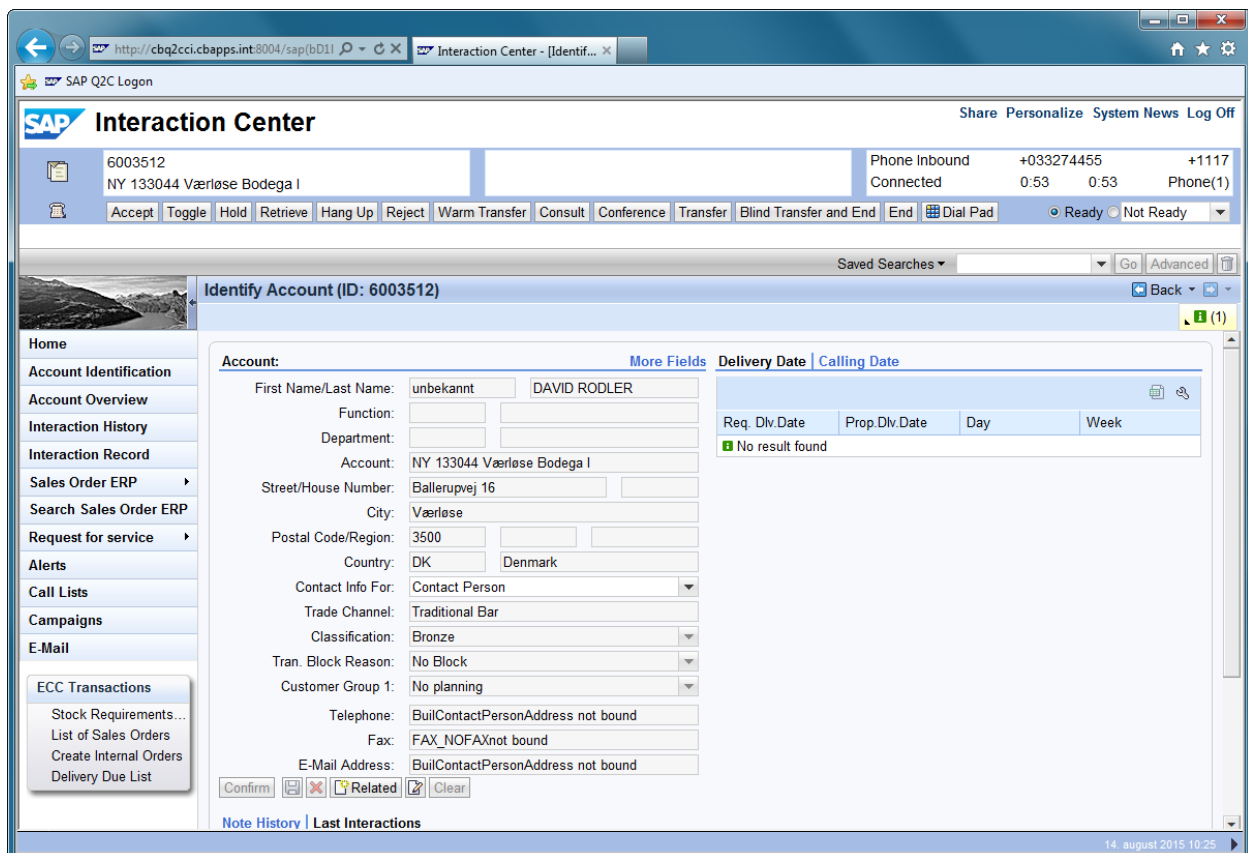 http://cbq2cci.cbapps.int:8004/sap(bD1l
Interaction Center - [Identif...
SAP Q2C Logon
SAP Interaction Center
Share Personalize System News Log Off
6003512
NY 133044 Værløse Bodega I
Phone Inbound +033274455 +1117
Connected 0:53 0:53 Phone(1)
Accept Toggle Hold Retrieve Hang Up Reject Warm Transfer Consult Conference Transfer Blind Transfer and End End Dial Pad Ready Not Ready
Saved Searches Go Advanced
Identify Account (ID: 6003512) Back
(1)
Home
Account Identification
Account Overview
Interaction History
Interaction Record
Sales Order ERP
Search Sales Order ERP
Request for service
Alerts
Call Lists
Campaigns
E-Mail
ECC Transactions
Stock Requirements...
List of Sales Orders
Create Internal Orders
Delivery Due List
Account: More Fields
First Name/Last Name: unbekannt DAVID RODLER
Function:
Department:
Account: NY 133044 Værløse Bodega I
Street/House Number: Ballerupvej 16
City: Værløse
Postal Code/Region: 3500
Country: DK Denmark
Contact Info For: Contact Person
Trade Channel: Traditional Bar
Classification: Bronze
Tran. Block Reason: No Block
Customer Group 1: No planning
Telephone: BuilContactPersonAddress not bound
Fax: FAX_NOFAXnot bound
E-Mail Address: BuilContactPersonAddress not bound
Confirm Related Clear
Note History | Last Interactions
Delivery Date | Calling Date
Req. Dlv.Date Prop.Dlv.Date Day Week
No result found
14. august 2015 10:25